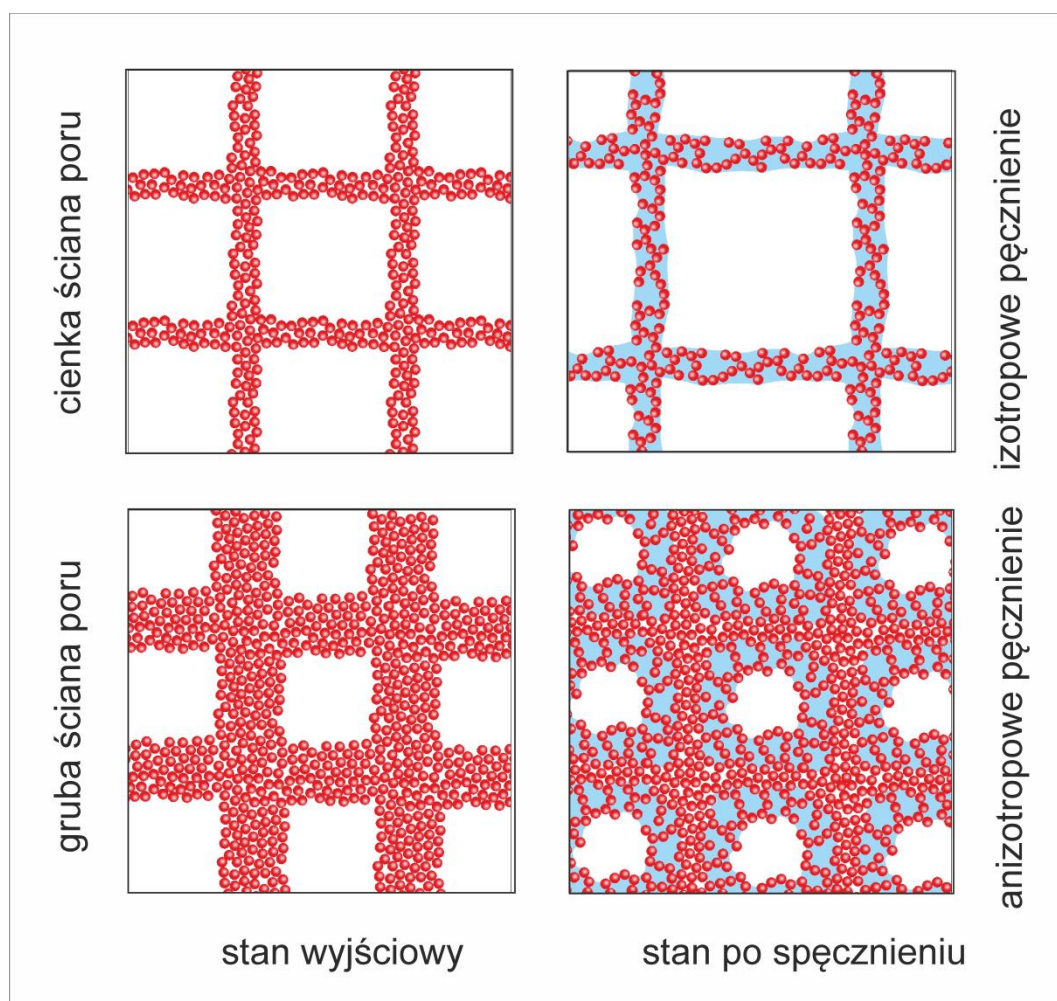 cienka ściana poru
izotropowe pęcznienie
gruba ściana poru
anizotropowe pęcznienie
stan wyjściowy
stan po spęcznieniu